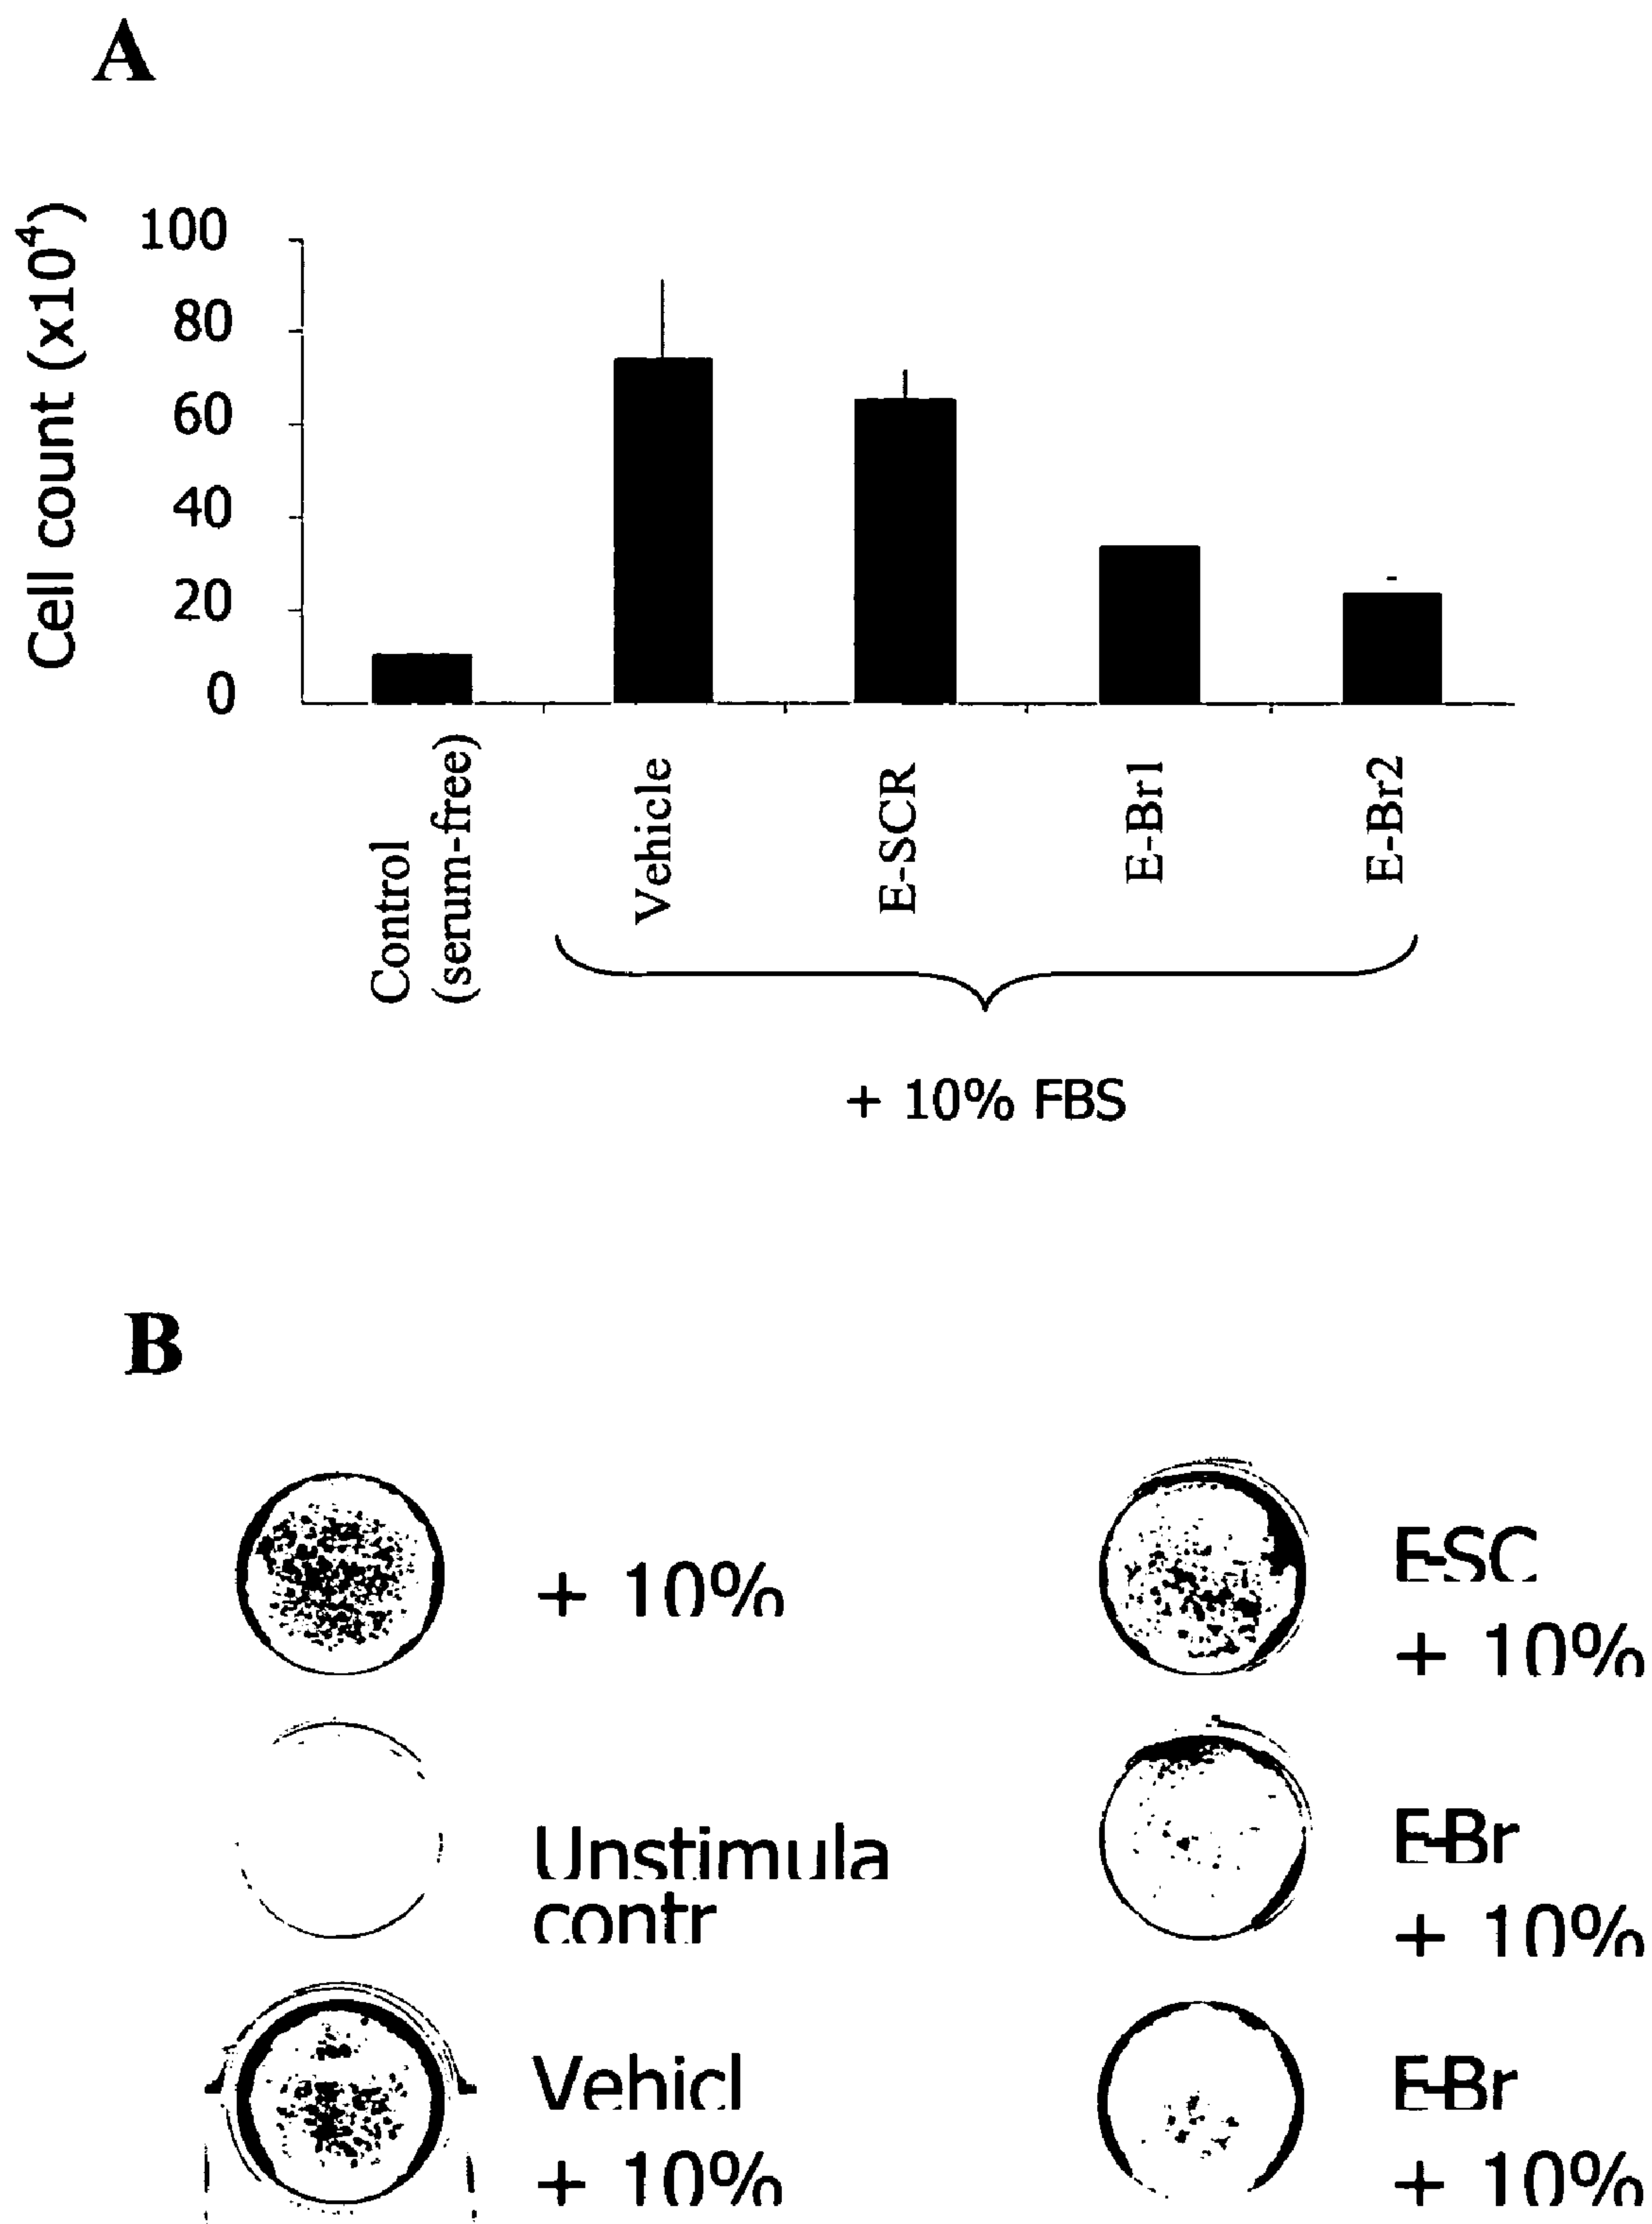 A
Cell count (x10⁴)
100
80
60
40
20
0
Control
(serum-free)
Vehicle
E-SCR
E-Br1
E-Br2
+ 10% FBS
B
+ 10%
Unstimula
contr
Vehicl
+ 10%
E-SC
+ 10%
E-Br
+ 10%
E-Br
+ 10%